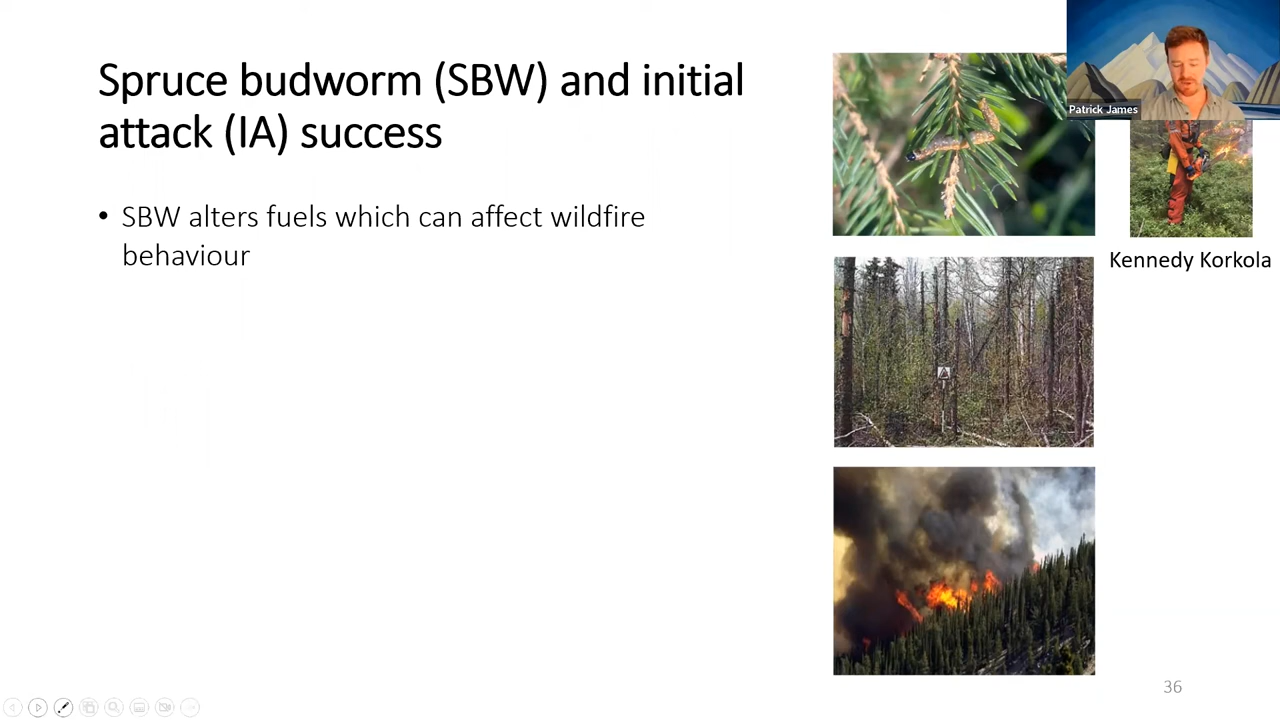 Spruce budworm (SBW) and initial
attack (IA) success
• SBW alters fuels which can affect wildfire
behaviour
Patrick James
Kennedy Korkola
36